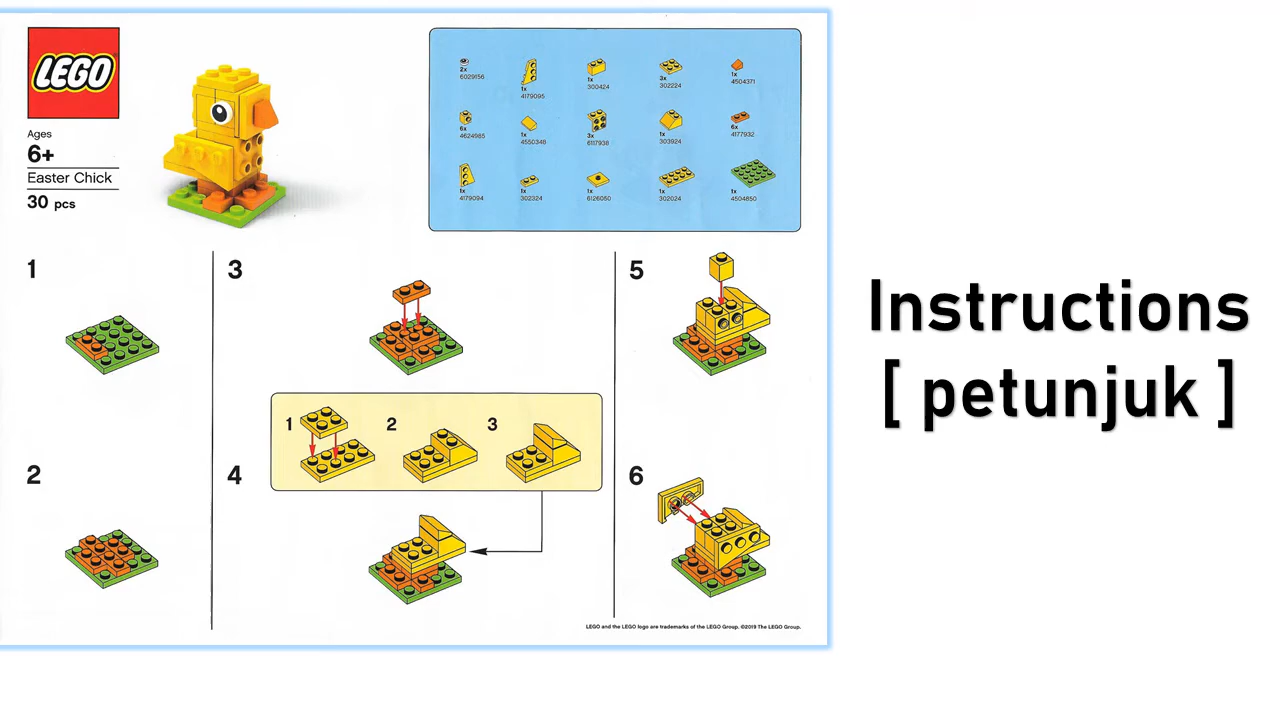 LEGO
Ages
6+
Easter Chick
30 pcs
2x
6029156
1x
4179095
1x
300424
3x
302224
1x
4504371
6x
4624985
1x
4550348
3x
6117938
1x
303924
6x
4177932
1x
4179094
1x
302324
1x
6126050
1x
302024
1x
4504850
1
3
5
1
2
3
2
4
6
LEGO and the LEGO logo are trademarks of the LEGO Group. ©2019 The LEGO Group.
Instructions
[ petunjuk ]